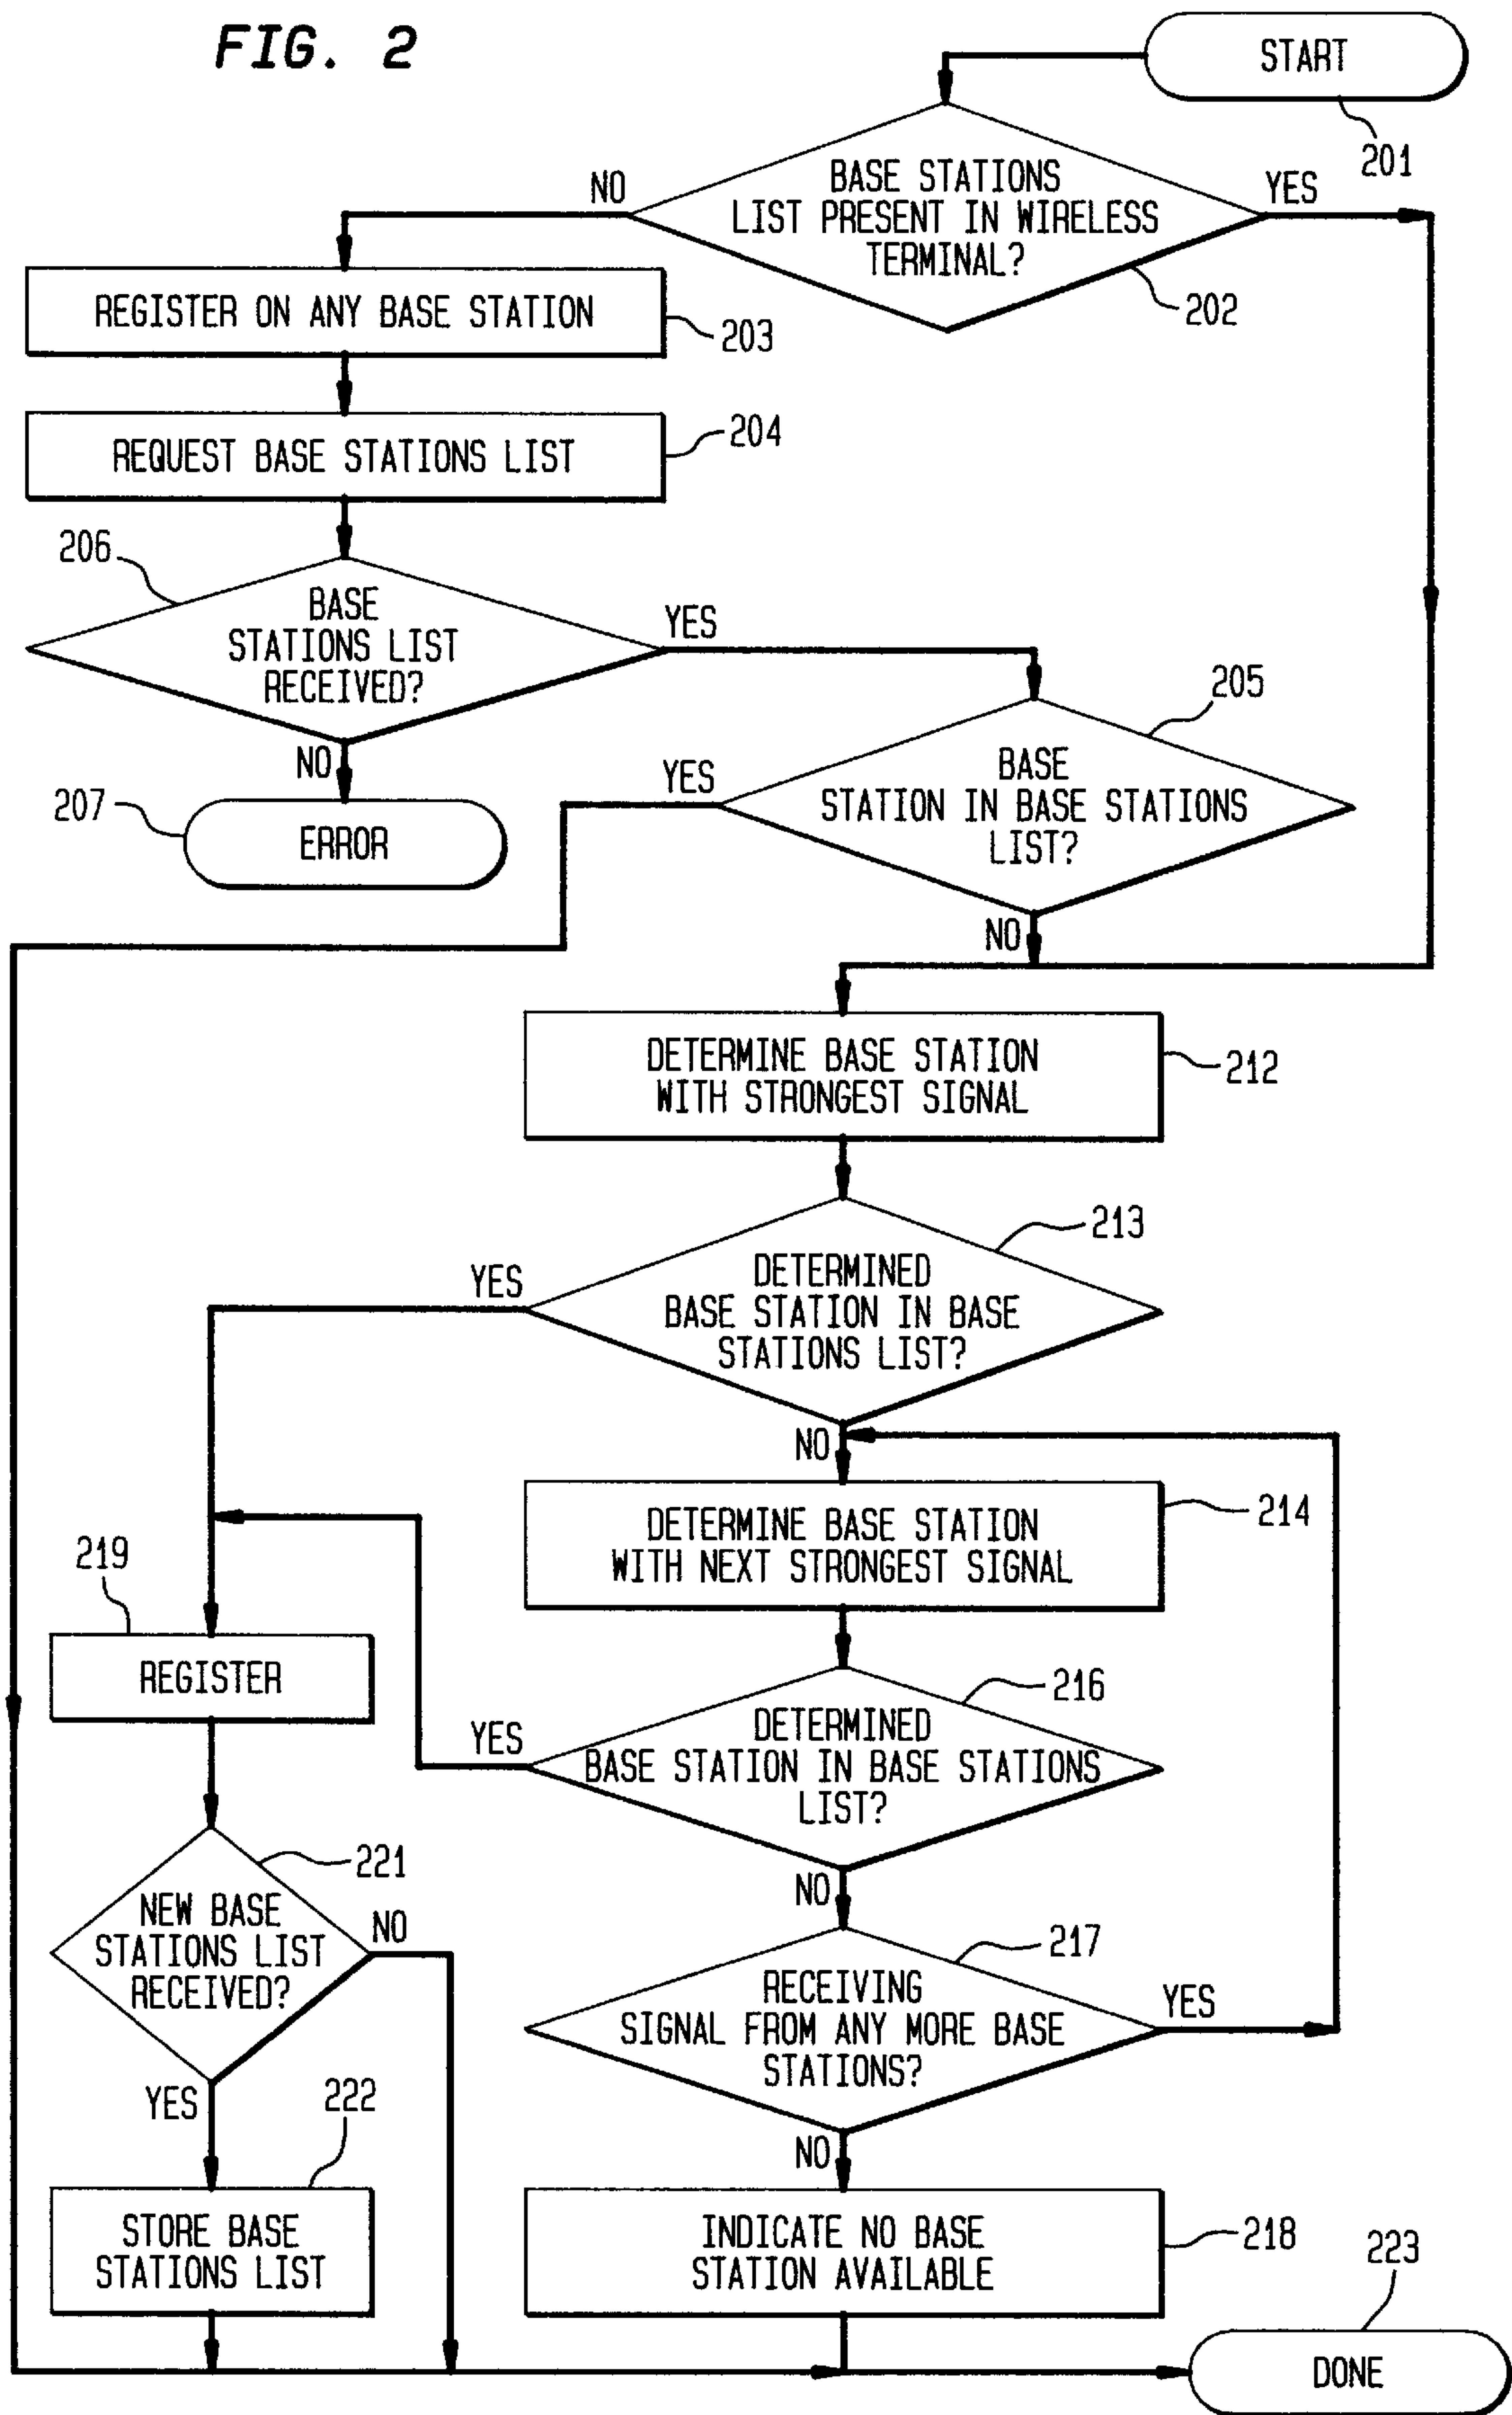 FIG. 2
START
201
BASE STATIONS
LIST PRESENT IN WIRELESS
TERMINAL?
NO
YES
202
REGISTER ON ANY BASE STATION
203
REQUEST BASE STATIONS LIST
204
206
BASE
STATIONS LIST
RECEIVED?
YES
NO
207
ERROR
205
BASE
STATION IN BASE STATIONS
LIST?
YES
NO
DETERMINE BASE STATION
WITH STRONGEST SIGNAL
212
213
DETERMINED
BASE STATION IN BASE
STATIONS LIST?
YES
NO
DETERMINE BASE STATION
WITH NEXT STRONGEST SIGNAL
214
219
REGISTER
216
DETERMINED
BASE STATION IN BASE STATIONS
LIST?
YES
NO
221
NEW BASE
STATIONS LIST
RECEIVED?
NO
YES
217
RECEIVING
SIGNAL FROM ANY MORE BASE
STATIONS?
YES
NO
222
STORE BASE
STATIONS LIST
INDICATE NO BASE
STATION AVAILABLE
218
223
DONE